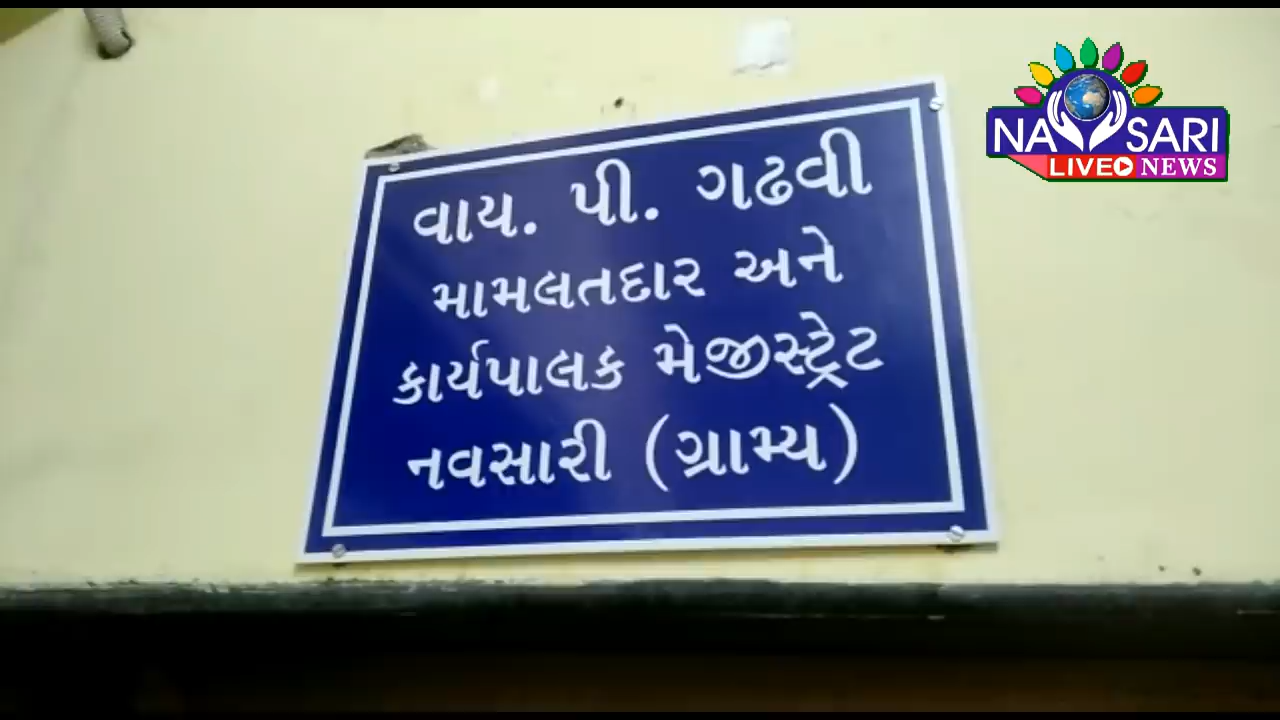 વાય. પી. ગઢવી
મામલતદાર અને
કાર્યપાલક મેજીસ્ટ્રેટ
નવસારી (ગ્રામ્ય)
NAVSARI
LIVE NEWS